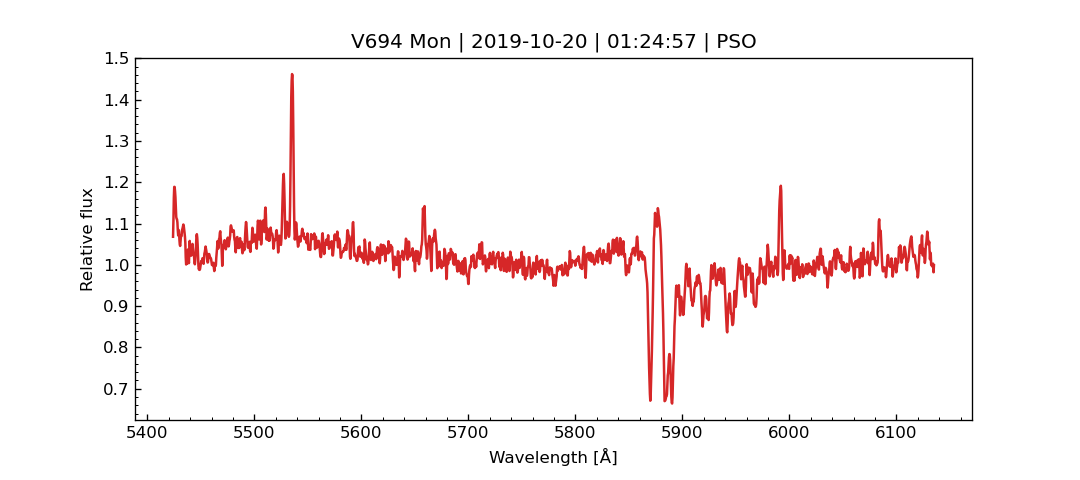 V694 Mon | 2019-10-20 | 01:24:57 | PSO
1.5
1.4
1.3
1.2
1.1
1.0
0.9
0.8
0.7
Relative flux
5400 5500 5600 5700 5800 5900 6000 6100
Wavelength [Å]